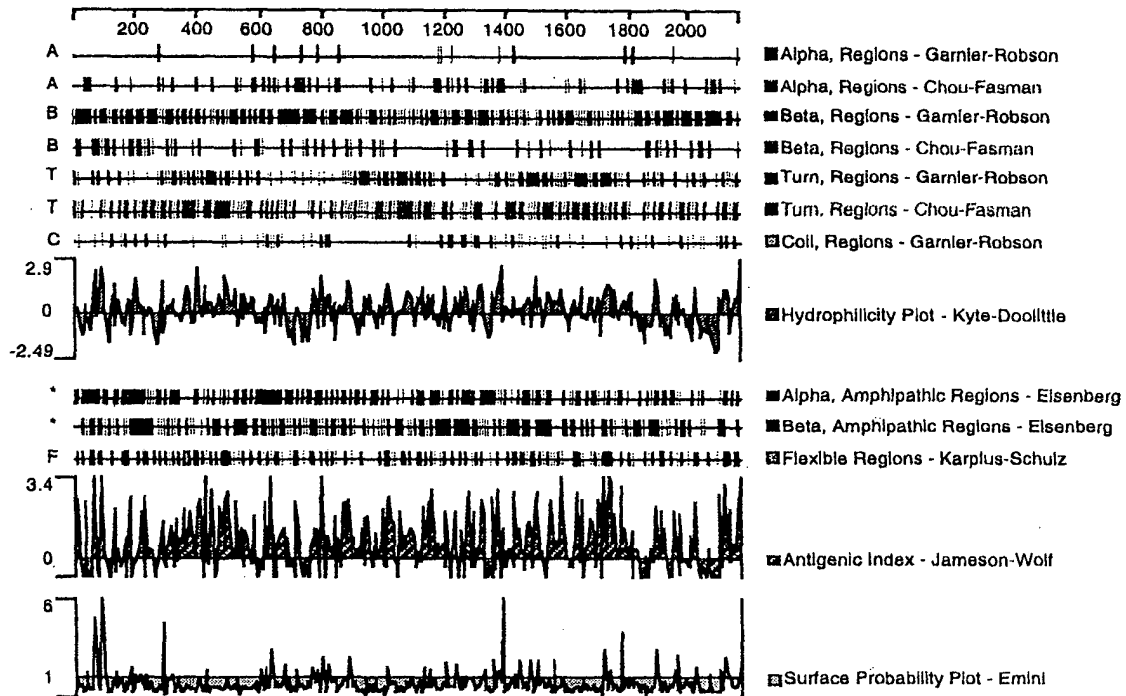 200 400 600 800 1000 1200 1400 1600 1800 2000
A Alpha, Regions - Garnier-Robson
A Alpha, Regions - Chou-Fasman
B Beta, Regions - Garnier-Robson
B Beta, Regions - Chou-Fasman
T Turn, Regions - Garnier-Robson
T Turn, Regions - Chou-Fasman
C Coil, Regions - Garnier-Robson
2.9
0 Hydrophilicity Plot - Kyte-Doolittle
-2.49
* Alpha, Amphipathic Regions - Eisenberg
* Beta, Amphipathic Regions - Eisenberg
F Flexible Regions - Karplus-Schulz
3.4
0 Antigenic Index - Jameson-Wolf
6
1 Surface Probability Plot - Emini